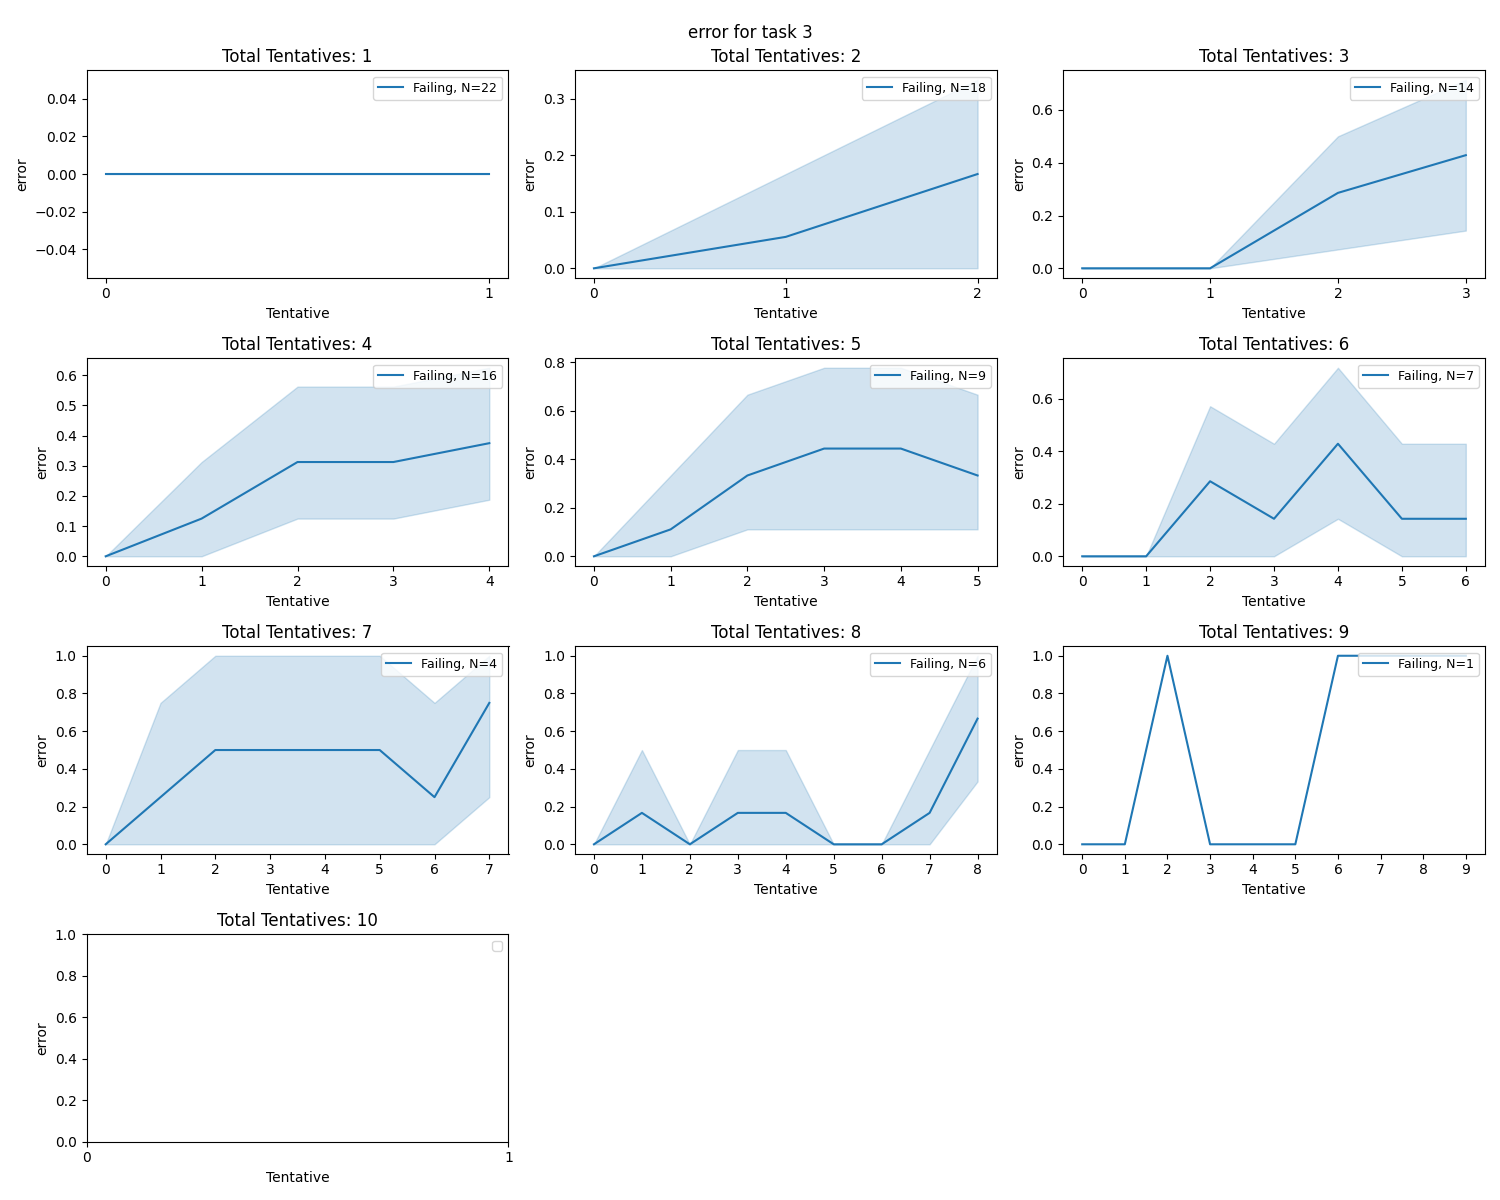 error for task 3
Total Tentatives: 1
Total Tentatives: 2
Total Tentatives: 3
error
0.04
0.02
0.00
−0.02
−0.04
Failing, N=22
0 1
Tentative
error
0.3
0.2
0.1
0.0
Failing, N=18
0 1 2
Tentative
error
0.6
0.4
0.2
0.0
Failing, N=14
0 1 2 3
Tentative
Total Tentatives: 4
error
0.6
0.5
0.4
0.3
0.2
0.1
0.0
Failing, N=16
0 1 2 3 4
Tentative
Total Tentatives: 5
error
0.8
0.6
0.4
0.2
0.0
Failing, N=9
0 1 2 3 4 5
Tentative
Total Tentatives: 6
error
0.6
0.4
0.2
0.0
Failing, N=7
0 1 2 3 4 5 6
Tentative
Total Tentatives: 7
error
1.0
0.8
0.6
0.4
0.2
0.0
Failing, N=4
0 1 2 3 4 5 6 7
Tentative
Total Tentatives: 8
error
1.0
0.8
0.6
0.4
0.2
0.0
Failing, N=6
0 1 2 3 4 5 6 7 8
Tentative
Total Tentatives: 9
error
1.0
0.8
0.6
0.4
0.2
0.0
Failing, N=1
0 1 2 3 4 5 6 7 8 9
Tentative
Total Tentatives: 10
error
1.0
0.8
0.6
0.4
0.2
0.0
0 1
Tentative